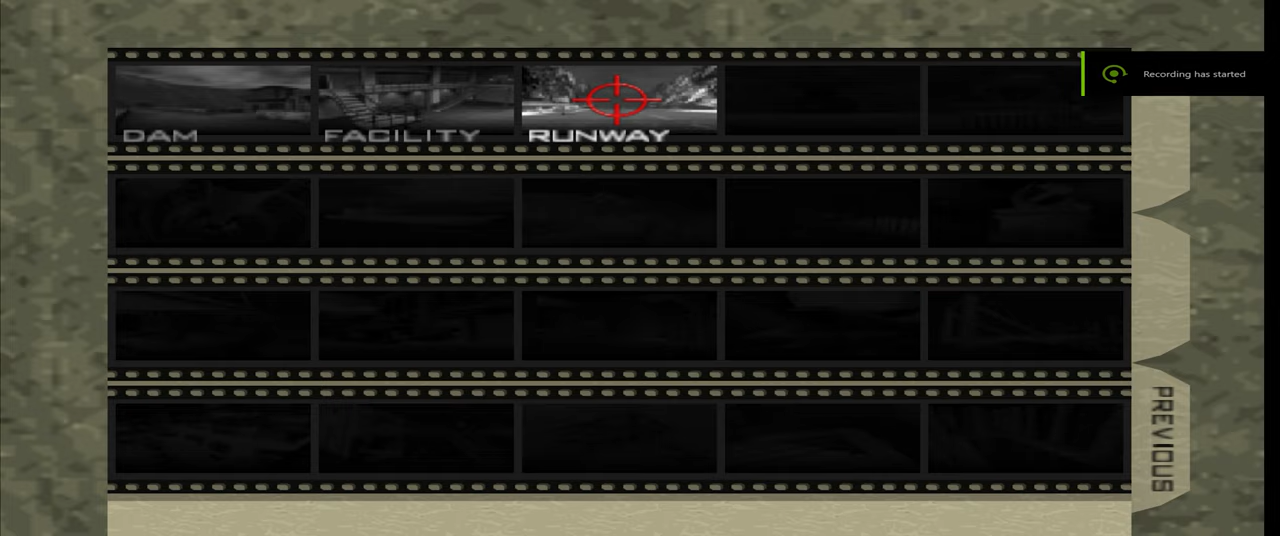 Recording has started
DAM
FACILITY
RUNWAY
PREVIOUS